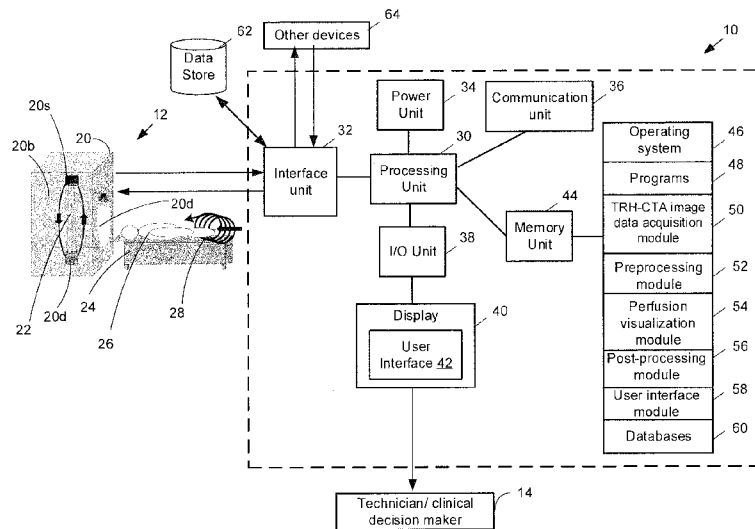 62
Data
Store
Other devices
64
10
12
20s
20
20b
20d
22
20d
24
26
28
32
Interface
unit
Power
Unit
34
30
Processing
Unit
Communication
unit
36
I/O Unit
38
44
Memory
Unit
Display
40
User
Interface 42
Operating
system
46
Programs
48
TRH-CTA image
data acquisition
module
50
Preprocessing
module
52
Perfusion
visualization
module
54
Post-processing
module
56
User interface
module
58
Databases
60
Technician/ clinical
decision maker
14